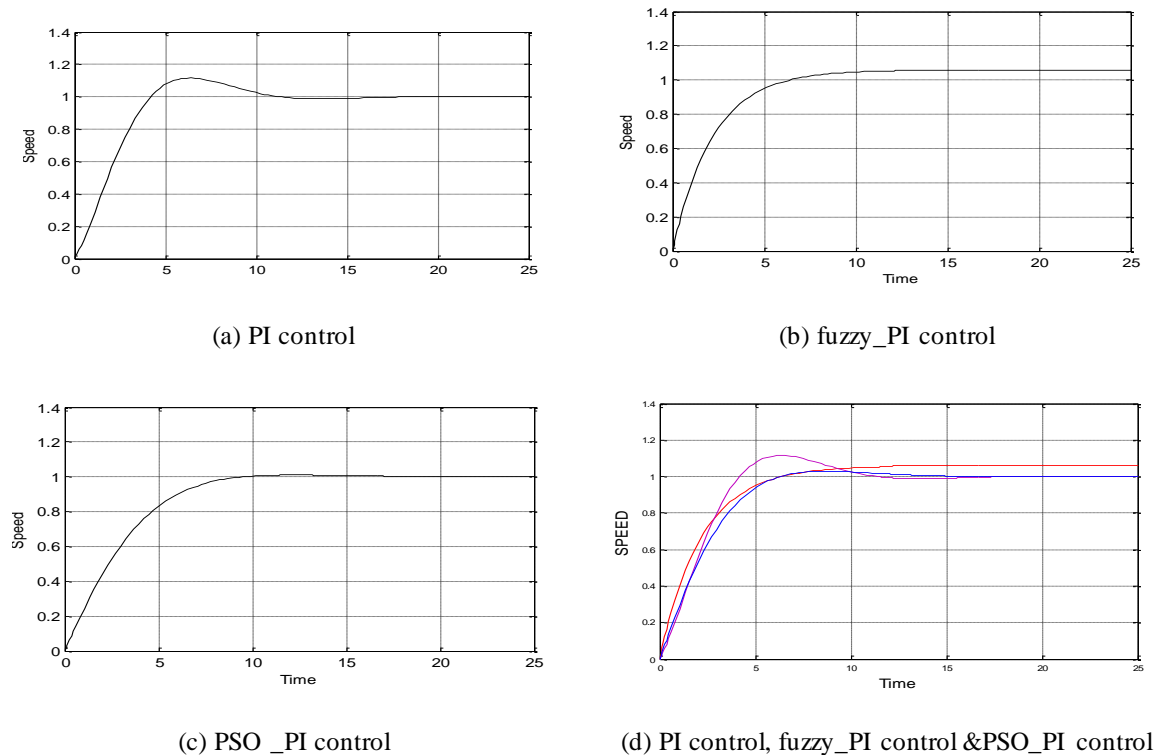 1.4
1.2
1
0.8
0.6
0.4
0.2
0
Speed
0 5 10 15 20 25
(a) PI control
1.4
1.2
1
0.8
0.6
0.4
0.2
0
Speed
0 5 10 15 20 25
Time
(b) fuzzy_PI control
1.4
1.2
1
0.8
0.6
0.4
0.2
0
Speed
0 5 10 15 20 25
Time
(c) PSO _PI control
1.4
1.2
1
0.8
0.6
0.4
0.2
0
SPEED
0 5 10 15 20 25
Time
(d) PI control, fuzzy_PI control &PSO_PI control